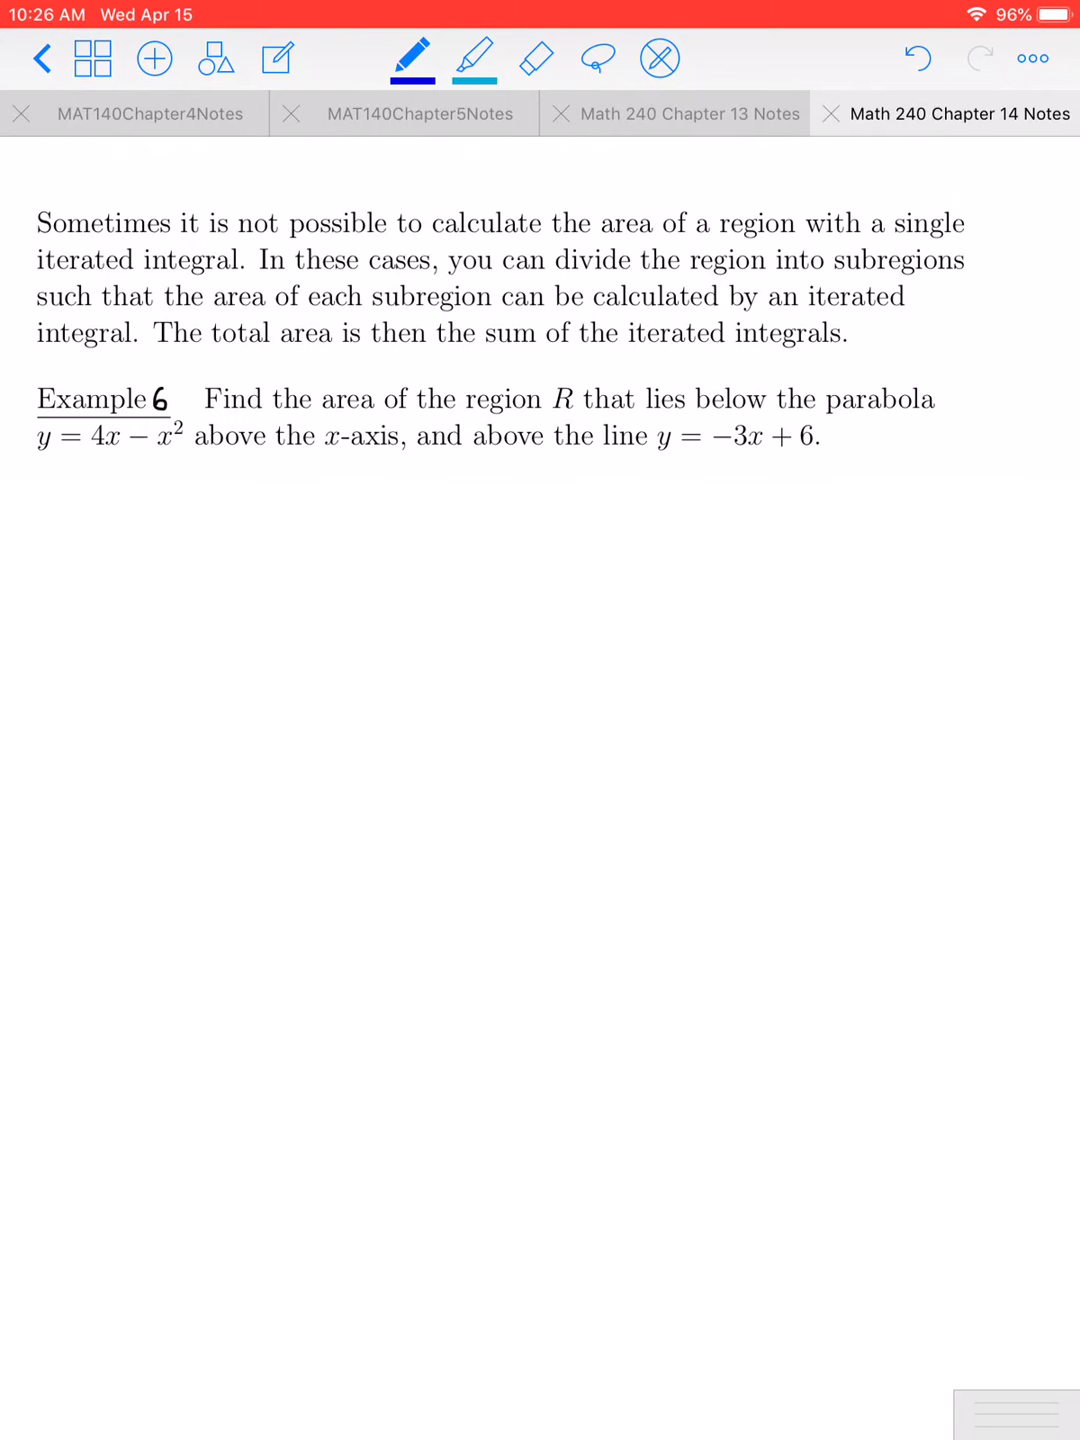 10:26 AM Wed Apr 15 96%
MAT140Chapter4Notes MAT140Chapter5Notes Math 240 Chapter 13 Notes Math 240 Chapter 14 Notes
Sometimes it is not possible to calculate the area of a region with a single
iterated integral. In these cases, you can divide the region into subregions
such that the area of each subregion can be calculated by an iterated
integral. The total area is then the sum of the iterated integrals.
Example 6 Find the area of the region R that lies below the parabola
y = 4x − x² above the x-axis, and above the line y = −3x + 6.